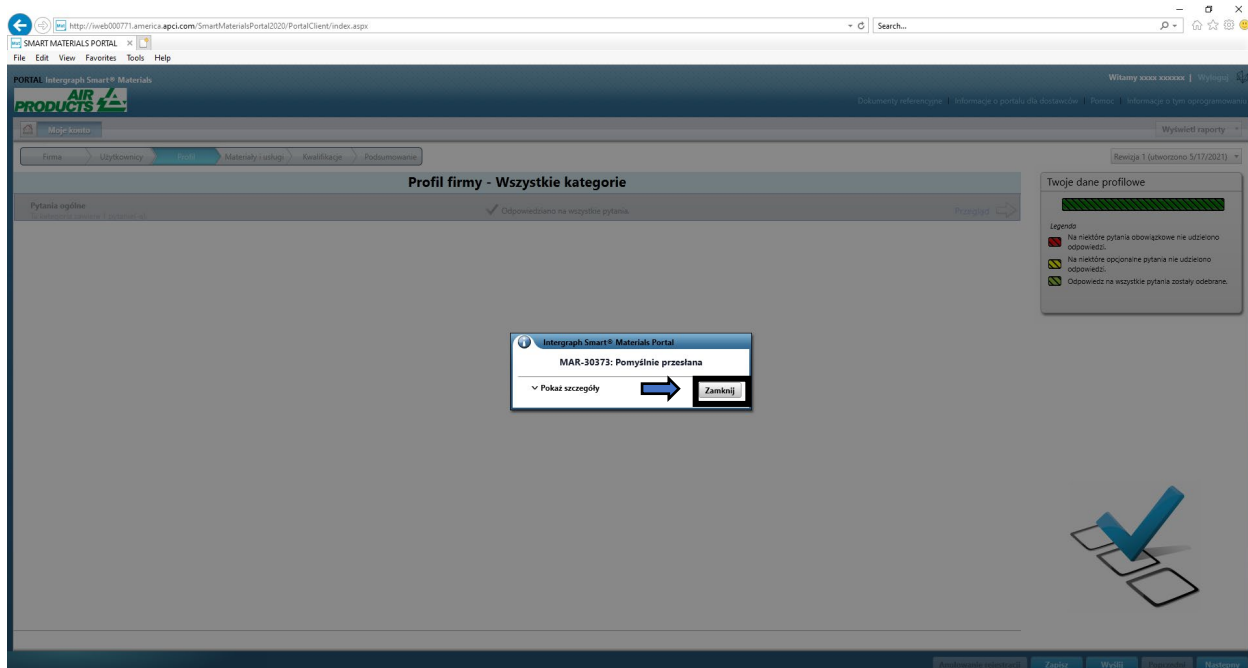 http://iweb000771.america.apci.com/SmartMaterialsPortal2020/PortalClient/index.aspx
Search...
SMART MATERIALS PORTAL
File Edit View Favorites Tools Help
PORTAL Intergraph Smart® Materials
Witamy xxxx xxxxxx | Wyloguj
AIR PRODUCTS
Dokumenty referencyjne | Informacje o portalu dla dostawców | Pomoc | Informacje o tym oprogramowaniu
Moje konto
Wyświetl raporty
Firma Użytkownicy Profil Materiały i usługi Kwalifikacje Podsumowanie
Rewizja 1 (utworzono 5/17/2021)
Profil firmy - Wszystkie kategorie
Twoje dane profilowe
Pytania ogólne
Odpowiedziano na wszystkie pytania.
Przegląd
Legenda
Na niektóre pytania obowiązkowe nie udzielono odpowiedzi.
Na niektóre opcjonalne pytania nie udzielono odpowiedzi.
Odpowiedz na wszystkie pytania zostały odebrane.
Intergraph Smart® Materials Portal
MAR-30373: Pomyślnie przesłana
Pokaż szczegóły
Zamknij
Zapisz Wyślij Poprzedni Następny